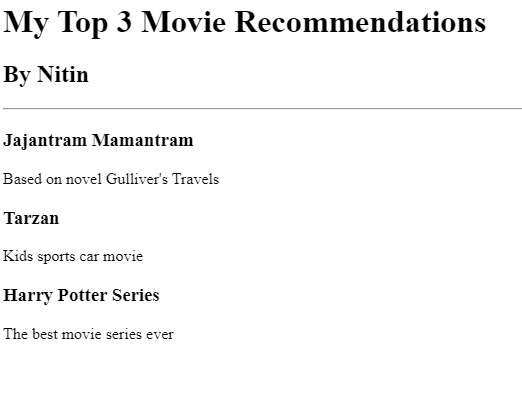 My Top 3 Movie Recommendations
By Nitin
Jajantram Mamantram
Based on novel Gulliver's Travels
Tarzan
Kids sports car movie
Harry Potter Series
The best movie series ever